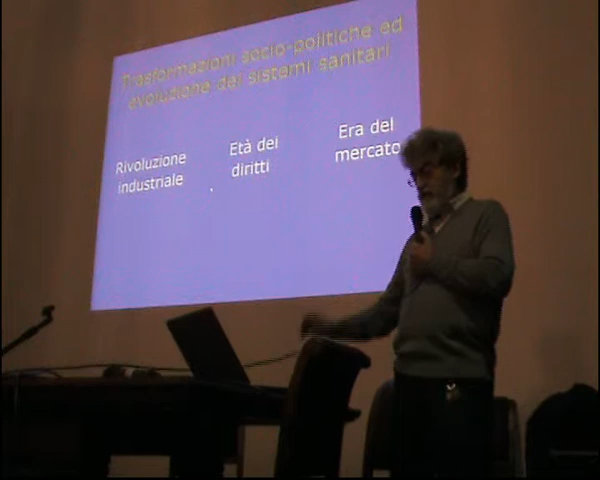 Trasformazioni socio-politiche ed
evoluzione dei sistemi sanitari
Rivoluzione
industriale
Età dei
diritti
Era del
mercato